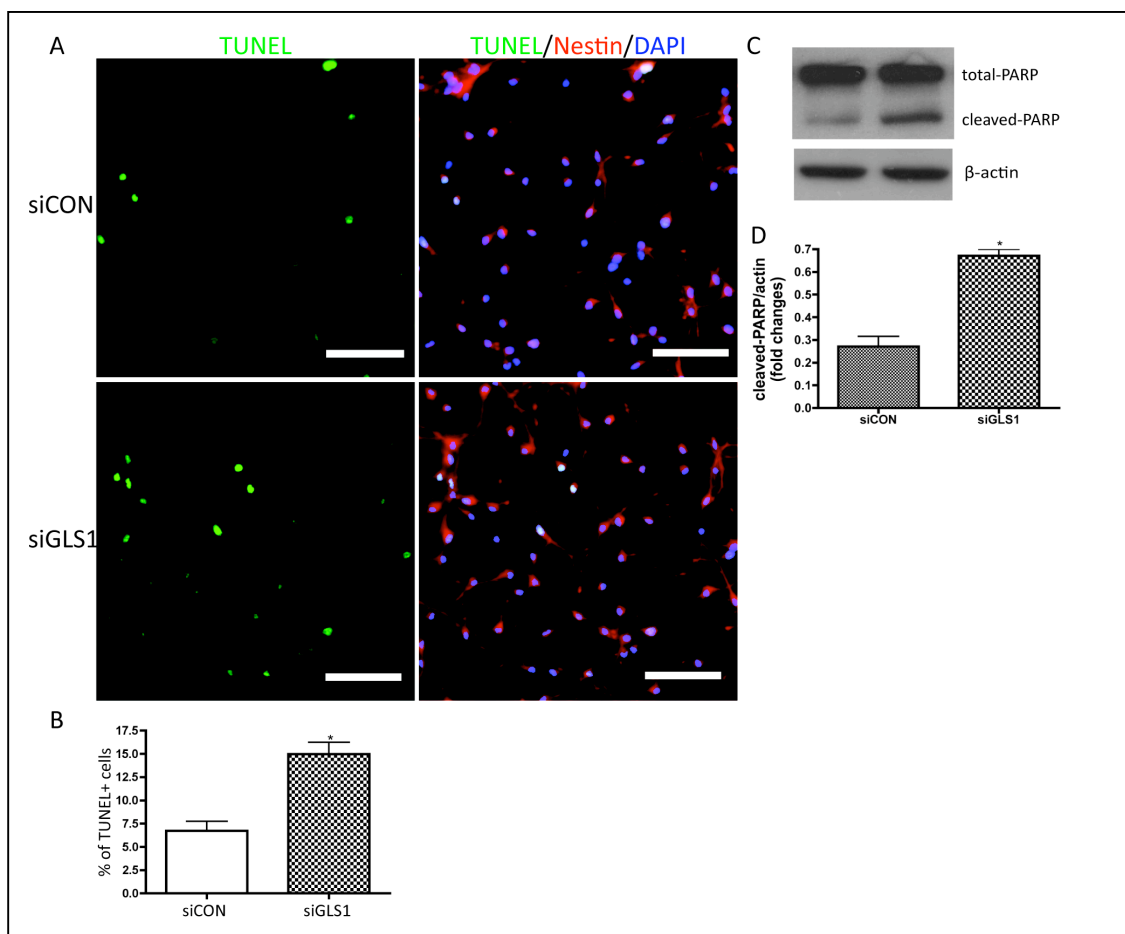 A
TUNEL
TUNEL/Nestin/DAPI
siCON
siGLS1
B
% of TUNEL+ cells
17.5
15.0
12.5
10.0
7.5
5.0
2.5
0.0
siCON
siGLS1
*
C
total-PARP
cleaved-PARP
β-actin
D
cleaved-PARP/actin
(fold changes)
0.7
0.6
0.5
0.4
0.3
0.2
0.1
0.0
siCON
siGLS1
*